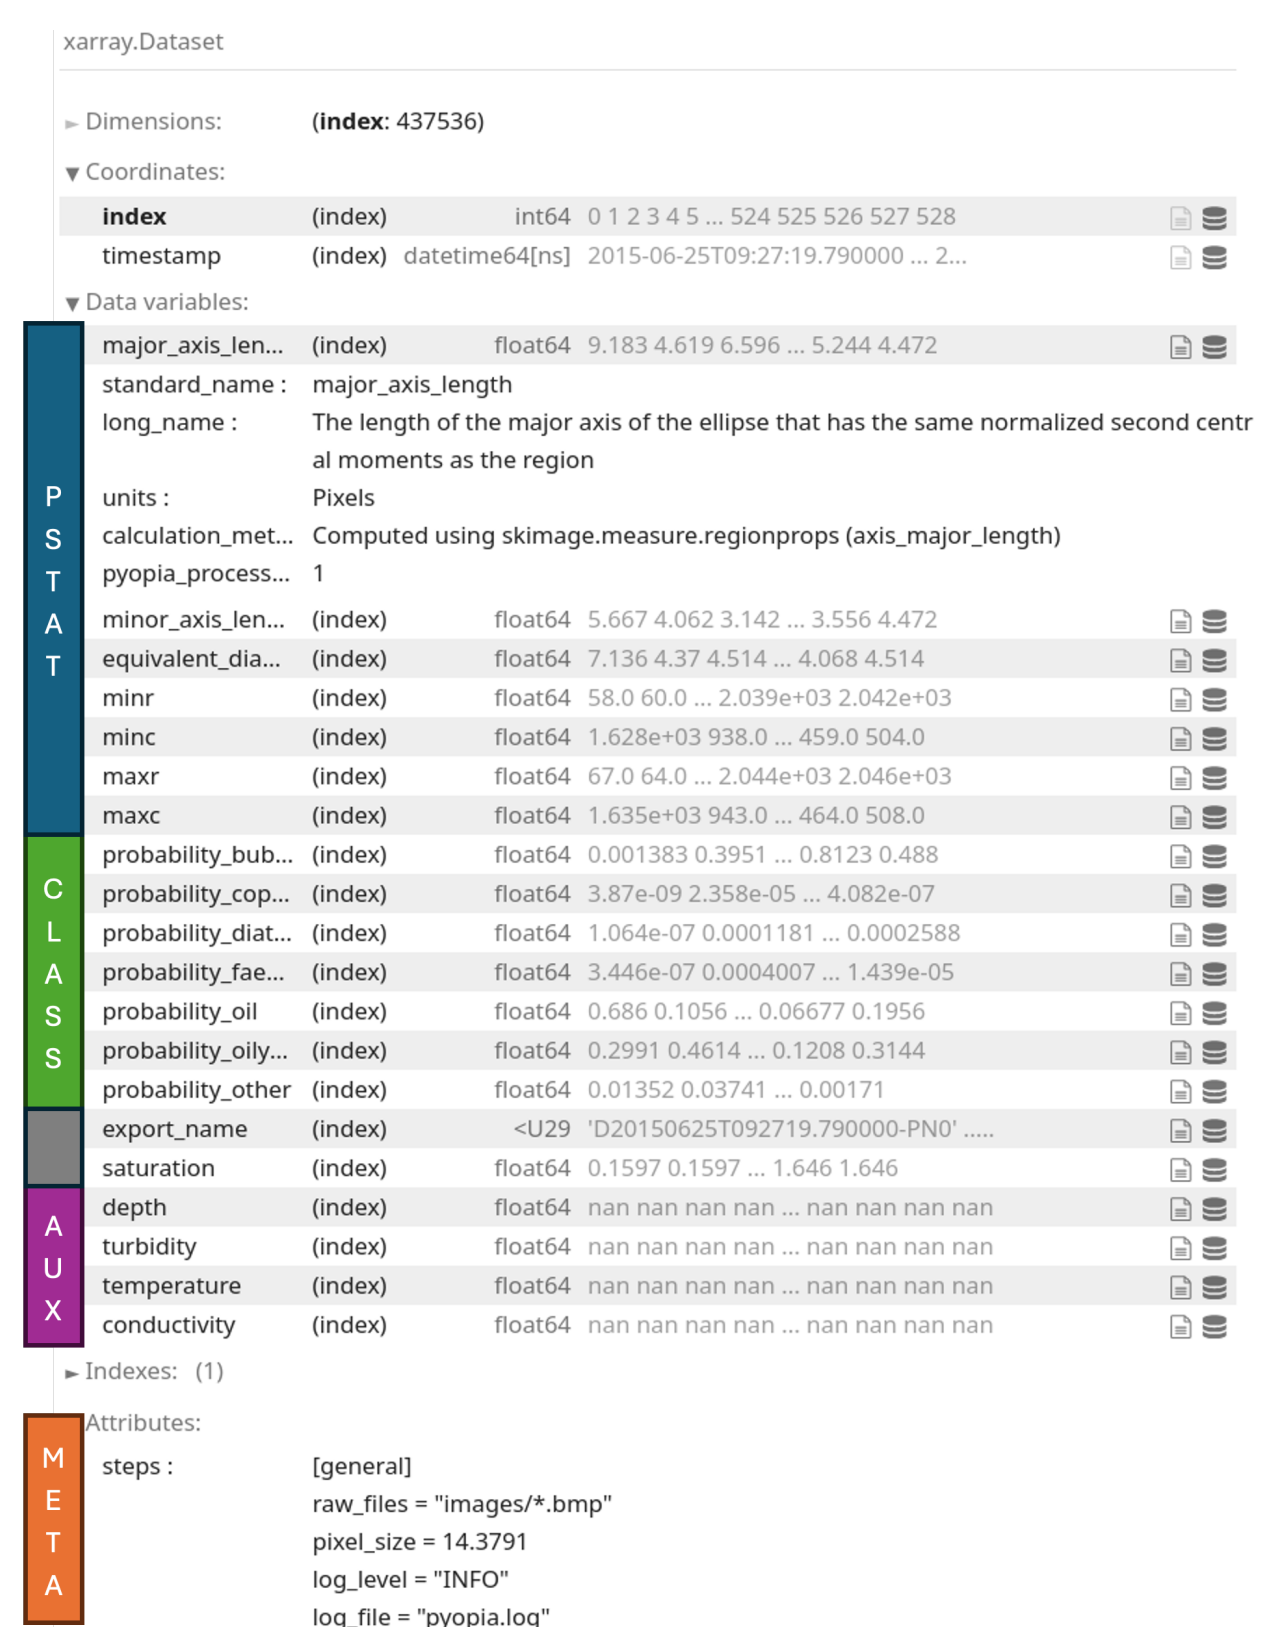 xarray.Dataset
► Dimensions: (index: 437536)
▼ Coordinates:
index (index) int64 0 1 2 3 4 5 ... 524 525 526 527 528
timestamp (index) datetime64[ns] 2015-06-25T09:27:19.790000 ... 2...
▼ Data variables:
major_axis_len... (index) float64 9.183 4.619 6.596 ... 5.244 4.472
standard_name : major_axis_length
long_name : The length of the major axis of the ellipse that has the same normalized second centr
al moments as the region
units : Pixels
calculation_met... Computed using skimage.measure.regionprops (axis_major_length)
pyopia_process... 1
minor_axis_len... (index) float64 5.667 4.062 3.142 ... 3.556 4.472
equivalent_dia... (index) float64 7.136 4.37 4.514 ... 4.068 4.514
minr (index) float64 58.0 60.0 ... 2.039e+03 2.042e+03
minc (index) float64 1.628e+03 938.0 ... 459.0 504.0
maxr (index) float64 67.0 64.0 ... 2.044e+03 2.046e+03
maxc (index) float64 1.635e+03 943.0 ... 464.0 508.0
PSTAT
probability_bub... (index) float64 0.001383 0.3951 ... 0.8123 0.488
probability_cop... (index) float64 3.87e-09 2.358e-05 ... 4.082e-07
probability_diat... (index) float64 1.064e-07 0.0001181 ... 0.0002588
probability_fae... (index) float64 3.446e-07 0.0004007 ... 1.439e-05
probability_oil (index) float64 0.686 0.1056 ... 0.06677 0.1956
probability_oily... (index) float64 0.2991 0.4614 ... 0.1208 0.3144
probability_other (index) float64 0.01352 0.03741 ... 0.00171
CLASS
export_name (index) <U29 'D20150625T092719.790000-PN0' .....
saturation (index) float64 0.1597 0.1597 ... 1.646 1.646
depth (index) float64 nan nan nan nan ... nan nan nan nan
turbidity (index) float64 nan nan nan nan ... nan nan nan nan
temperature (index) float64 nan nan nan nan ... nan nan nan nan
conductivity (index) float64 nan nan nan nan ... nan nan nan nan
AUX
► Indexes: (1)
Attributes:
steps : [general]
raw_files = "images/*.bmp"
pixel_size = 14.3791
log_level = "INFO"
log_file = "pyopia.log"
META